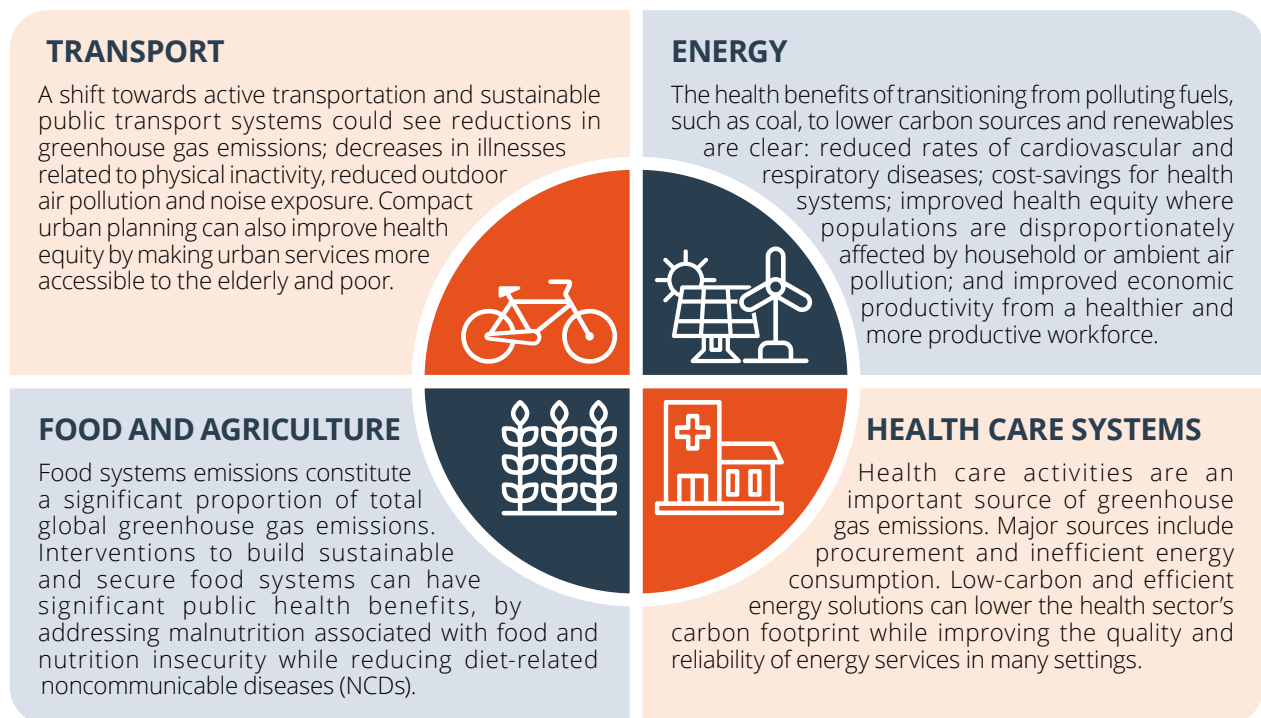 TRANSPORT
A shift towards active transportation and sustainable
public transport systems could see reductions in
greenhouse gas emissions; decreases in illnesses
related to physical inactivity, reduced outdoor
air pollution and noise exposure. Compact
urban planning can also improve health
equity by making urban services more
accessible to the elderly and poor.
ENERGY
The health benefits of transitioning from polluting fuels,
such as coal, to lower carbon sources and renewables
are clear: reduced rates of cardiovascular and
respiratory diseases; cost-savings for health
systems; improved health equity where
populations are disproportionately
affected by household or ambient air
pollution; and improved economic
productivity from a healthier and
more productive workforce.
FOOD AND AGRICULTURE
Food systems emissions constitute
a significant proportion of total
global greenhouse gas emissions.
Interventions to build sustainable
and secure food systems can have
significant public health benefits, by
addressing malnutrition associated with food and
nutrition insecurity while reducing diet-related
noncommunicable diseases (NCDs).
HEALTH CARE SYSTEMS
Health care activities are an
important source of greenhouse
gas emissions. Major sources include
procurement and inefficient energy
consumption. Low-carbon and efficient
energy solutions can lower the health sector’s
carbon footprint while improving the quality and
reliability of energy services in many settings.